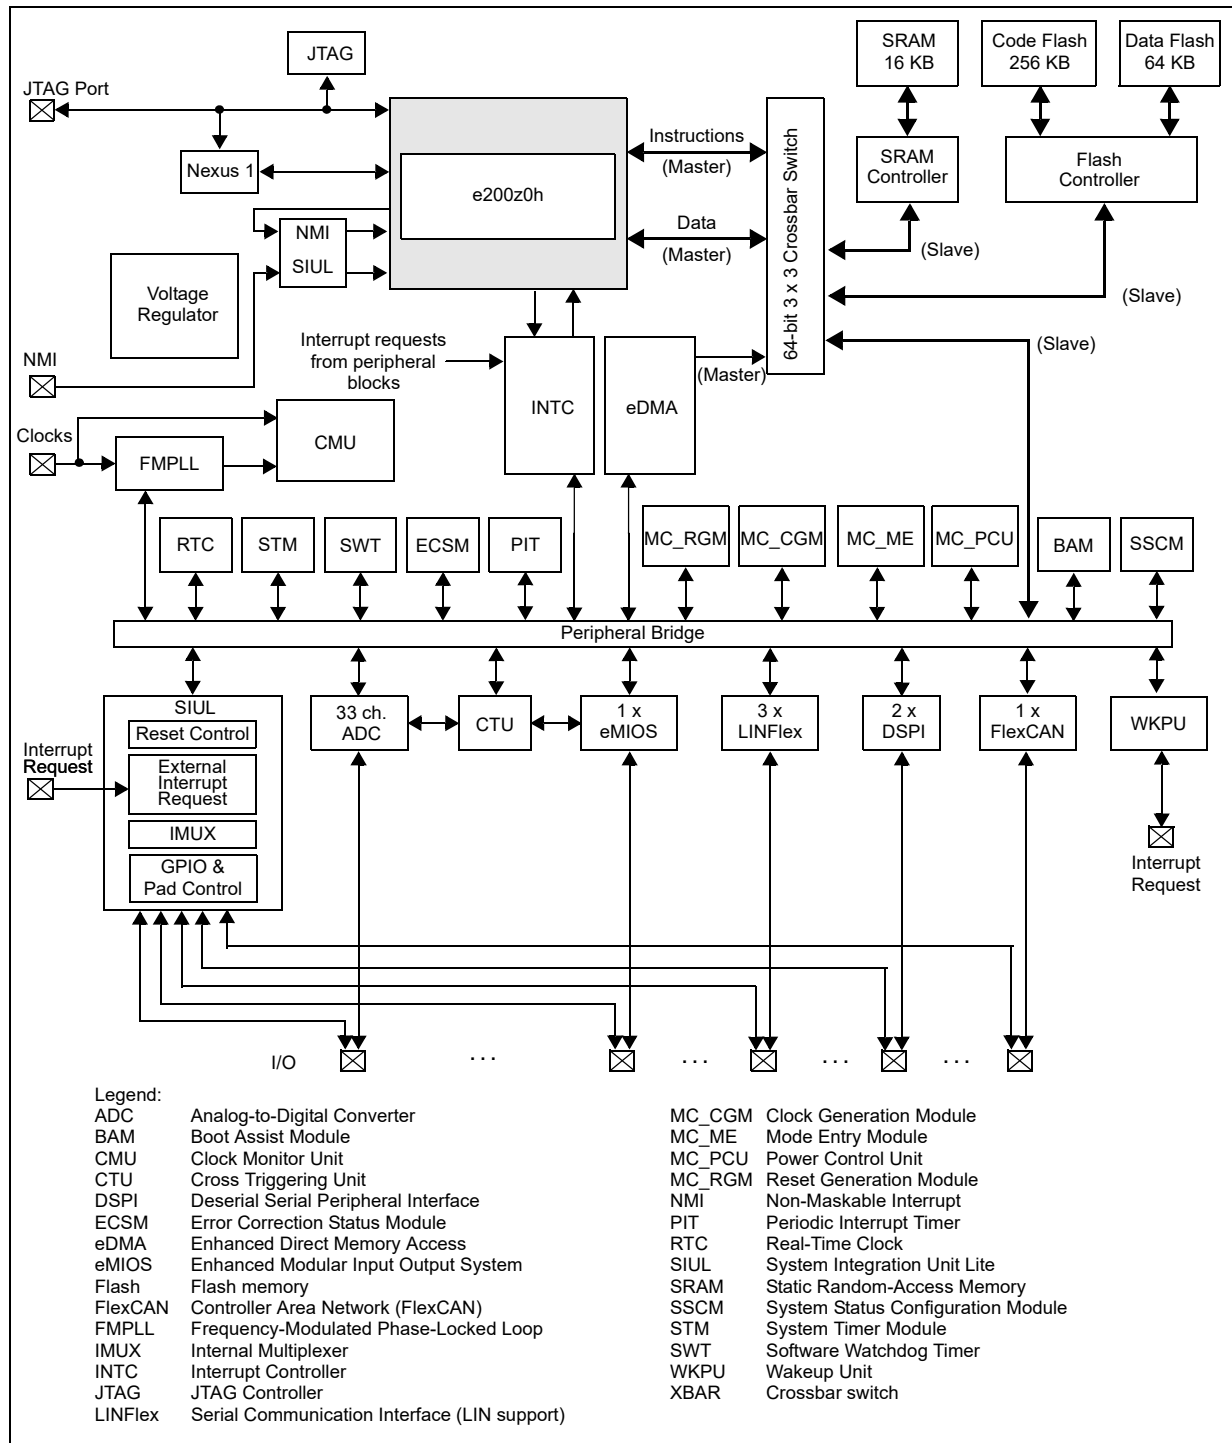 JTAG
SRAM
16 KB
Code Flash
256 KB
Data Flash
64 KB
JTAG Port
Nexus 1
e200z0h
Instructions
(Master)
64-bit 3 x 3 Crossbar Switch
SRAM
Controller
Flash
Controller
NMI
SIUL
Data
(Master)
(Slave)
(Slave)
(Slave)
Voltage
Regulator
NMI
Interrupt requests
from peripheral
blocks
INTC
eDMA
(Master)
Clocks
FMPLL
CMU
RTC
STM
SWT
ECSM
PIT
MC_RGM
MC_CGM
MC_ME
MC_PCU
BAM
SSCM
Peripheral Bridge
SIUL
Reset Control
External
Interrupt
Request
IMUX
GPIO &
Pad Control
Interrupt
Request
33 ch.
ADC
CTU
1 x
eMIOS
3 x
LINFlex
2 x
DSPI
1 x
FlexCAN
WKPU
Interrupt
Request
I/O
. . .
. . .
. . .
. . .
Legend:
ADC Analog-to-Digital Converter
BAM Boot Assist Module
CMU Clock Monitor Unit
CTU Cross Triggering Unit
DSPI Deserial Serial Peripheral Interface
ECSM Error Correction Status Module
eDMA Enhanced Direct Memory Access
eMIOS Enhanced Modular Input Output System
Flash Flash memory
FlexCAN Controller Area Network (FlexCAN)
FMPLL Frequency-Modulated Phase-Locked Loop
IMUX Internal Multiplexer
INTC Interrupt Controller
JTAG JTAG Controller
LINFlex Serial Communication Interface (LIN support)
MC_CGM Clock Generation Module
MC_ME Mode Entry Module
MC_PCU Power Control Unit
MC_RGM Reset Generation Module
NMI Non-Maskable Interrupt
PIT Periodic Interrupt Timer
RTC Real-Time Clock
SIUL System Integration Unit Lite
SRAM Static Random-Access Memory
SSCM System Status Configuration Module
STM System Timer Module
SWT Software Watchdog Timer
WKPU Wakeup Unit
XBAR Crossbar switch